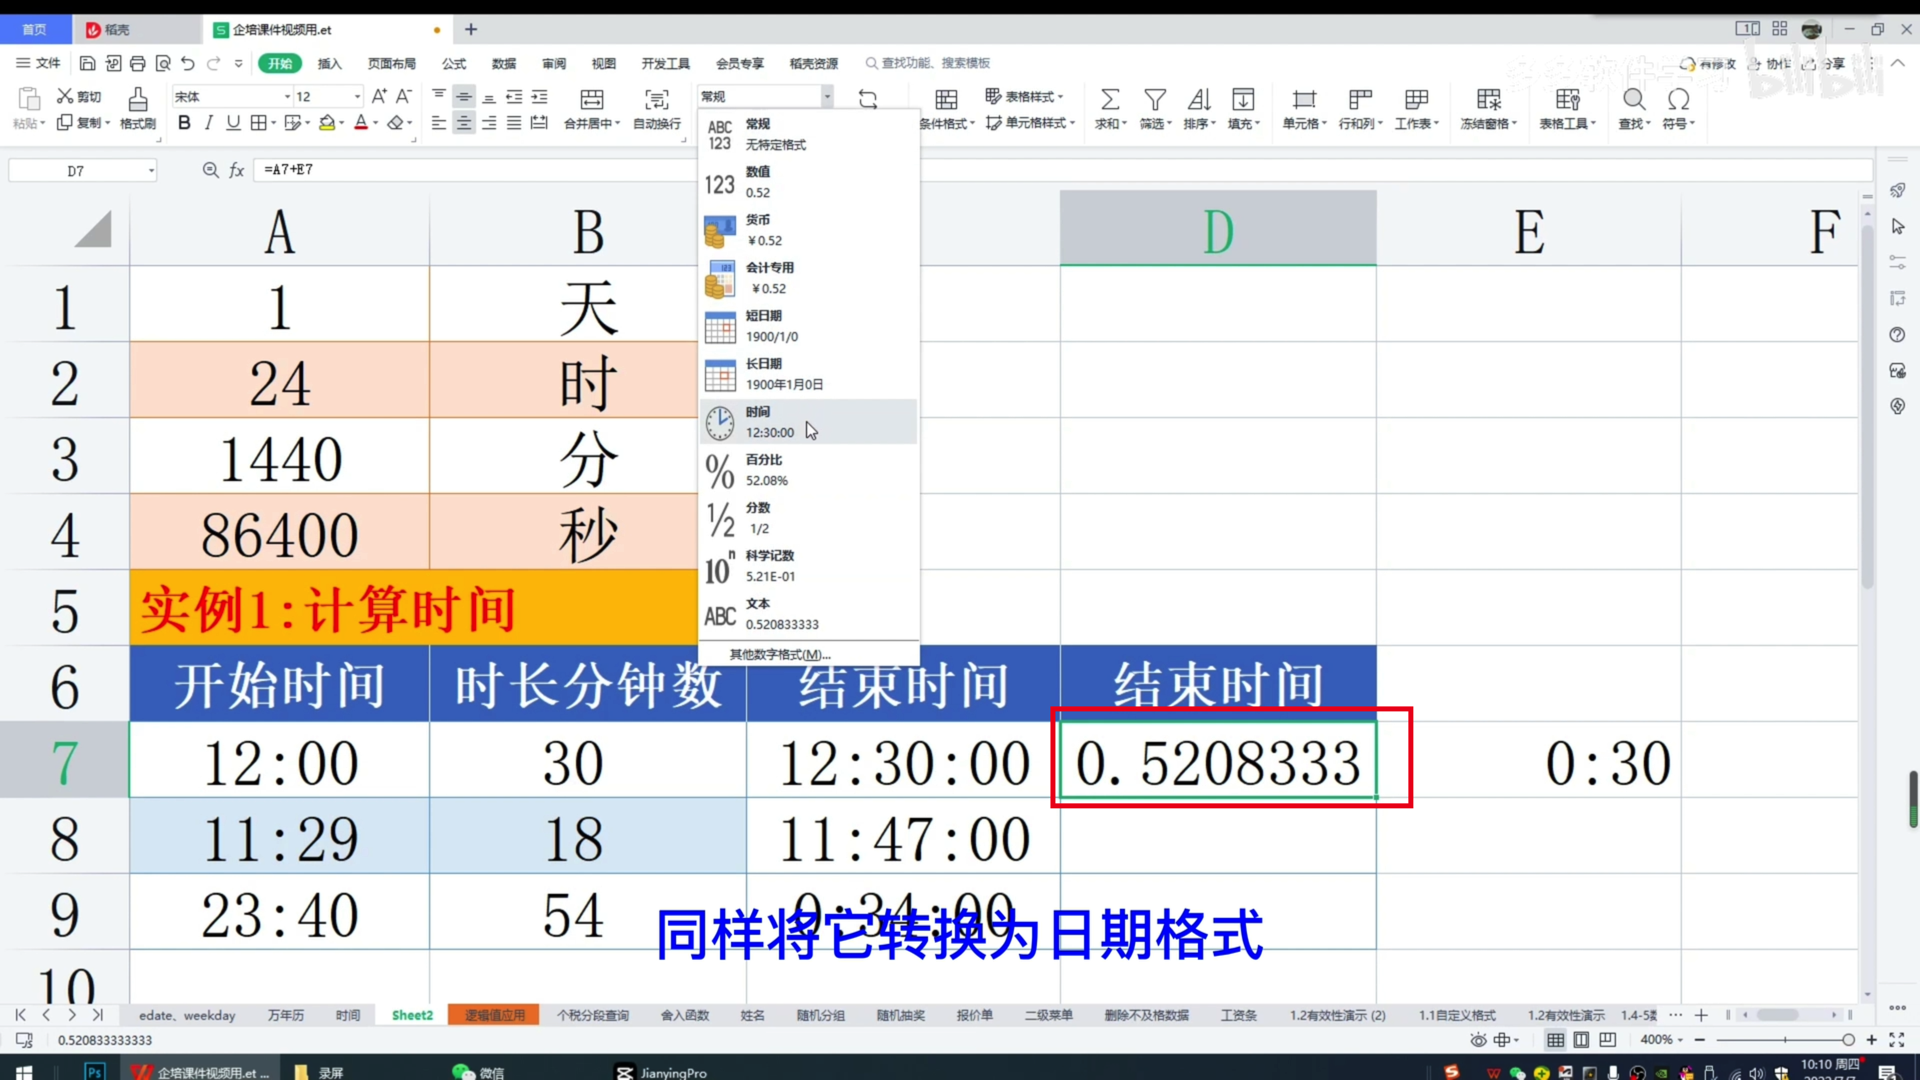 首页 稻壳 企培课件视频用.et
文件 开始 插入 页面布局 公式 数据 审阅 视图 开发工具 会员专享 稻壳资源 查找功能、搜索模板 有修改 协作 分享
bilibili
粘贴 剪切 复制 格式刷 宋体 12 合并居中 自动换行 常规 条件格式 表格样式 单元格样式 求和 筛选 排序 填充 单元格 行和列 工作表 冻结窗格 表格工具 查找 符号
D7 fx =A7+E7
ABC 123 常规
无特定格式
123 数值
0.52
货币
￥0.52
会计专用
￥0.52
短日期
1900/1/0
长日期
1900年1月0日
时间
12:30:00
% 百分比
52.08%
½ 分数
1/2
10ⁿ 科学记数
5.21E-01
ABC 文本
0.520833333
其他数字格式(M)...
A B D E F
1 1 天
2 24 时
3 1440 分
4 86400 秒
5 实例1:计算时间
6 开始时间 时长分钟数 结束时间 结束时间
7 12:00 30 12:30:00 0.5208333 0:30
8 11:29 18 11:47:00
9 23:40 54 0:34:00
同样将它转换为日期格式
10
edate、weekday 万年历 时间 Sheet2 逻辑值应用 个税分段查询 舍入函数 姓名 随机分组 随机抽奖 报价单 二级菜单 删除不及格数据 工资条 1.2有效性演示 (2) 1.1自定义格式 1.2有效性演示
0.520833333333 400%
Ps 企培课件视频用.et ... 录屏 微信 JianyingPro 10:10 周四